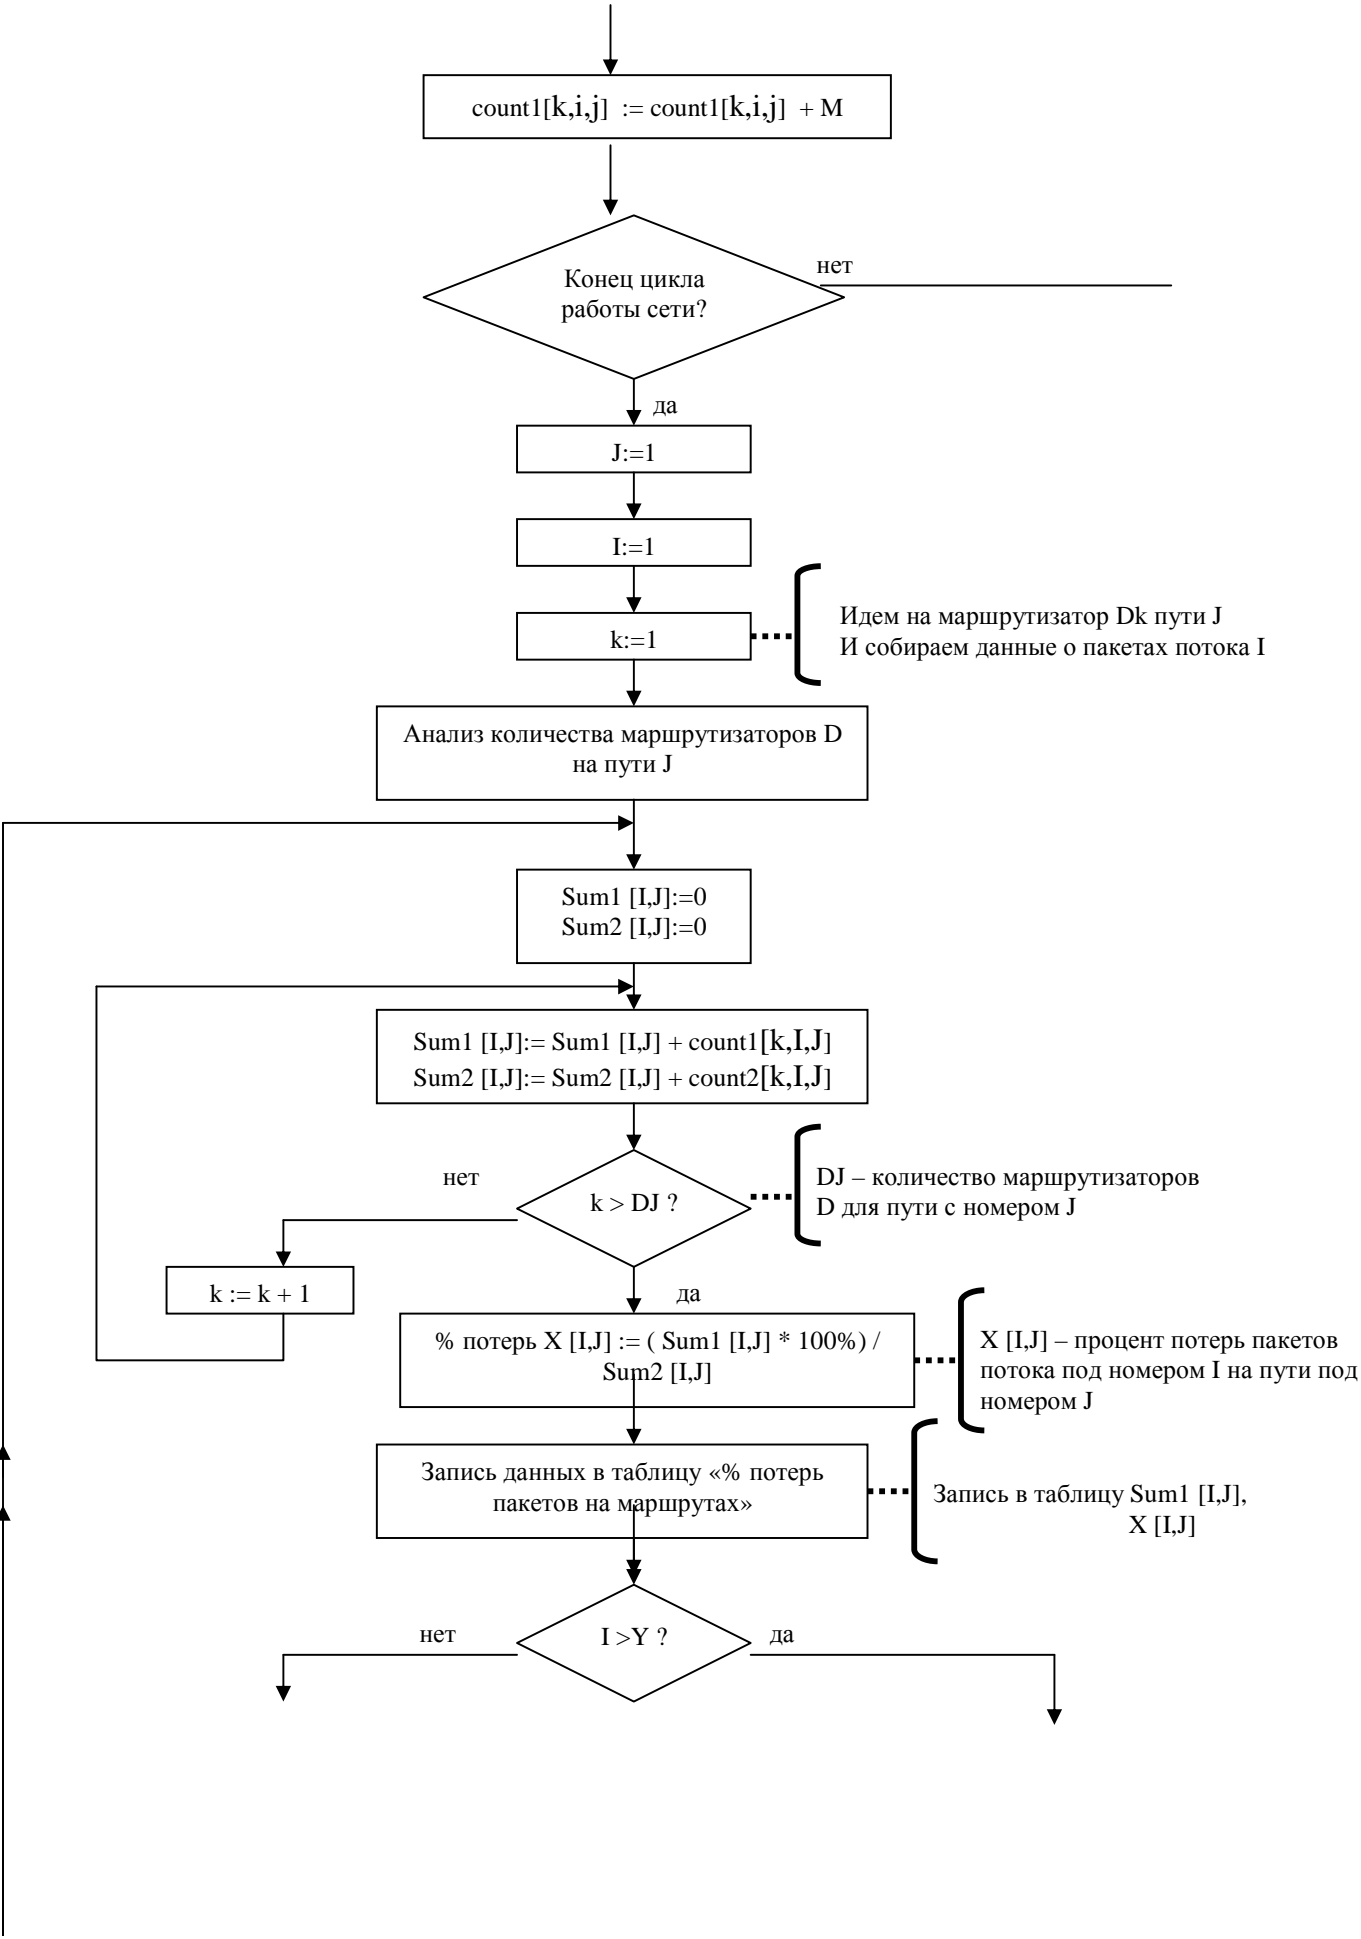 count1[k,i,j] := count1[k,i,j] + M
нет
Конец цикла
работы сети?
да
J:=1
I:=1
Идем на маршрутизатор Dk пути J
И собираем данные о пакетах потока I
k:=1
Анализ количества маршрутизаторов D
на пути J
Sum1 [I,J]:=0
Sum2 [I,J]:=0
Sum1 [I,J]:= Sum1 [I,J] + count1[k,I,J]
Sum2 [I,J]:= Sum2 [I,J] + count2[k,I,J]
нет
k > DJ ?
DJ – количество маршрутизаторов
D для пути с номером J
k := k + 1
да
% потерь X [I,J] := ( Sum1 [I,J] * 100%) /
Sum2 [I,J]
X [I,J] – процент потерь пакетов
потока под номером I на пути под
номером J
Запись данных в таблицу «% потерь
пакетов на маршрутах»
Запись в таблицу Sum1 [I,J],
X [I,J]
нет
I >Y ?
да